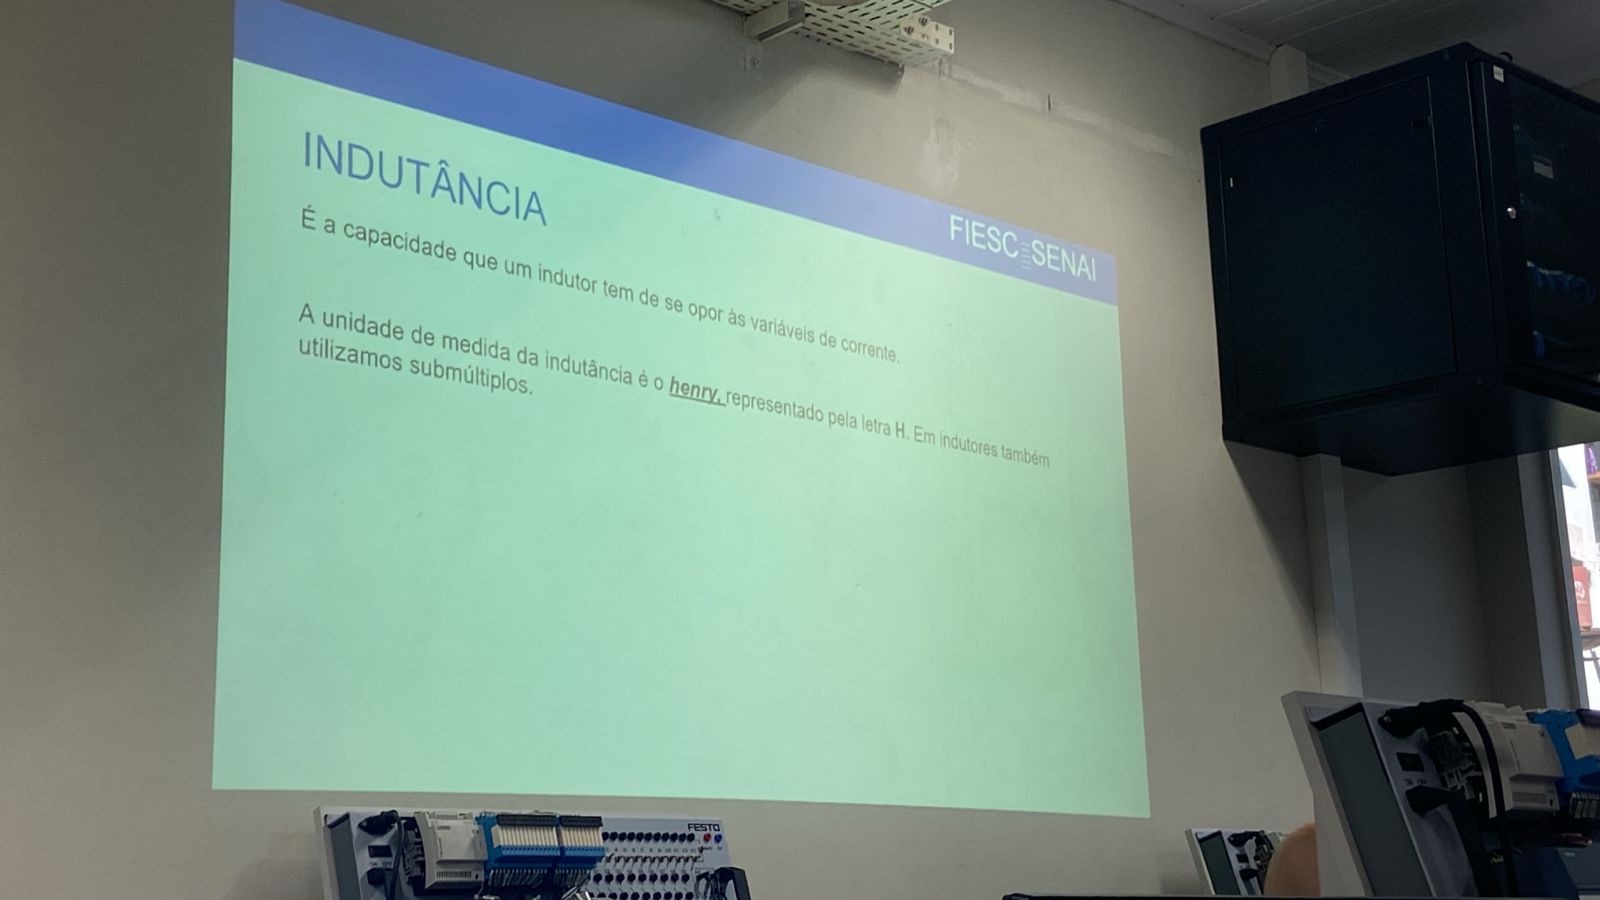 INDUTÂNCIA
FIESC SENAI
É a capacidade que um indutor tem de se opor às variáveis de corrente.
A unidade de medida da indutância é o henry, representado pela letra H. Em indutores também
utilizamos submúltiplos.
FESTO